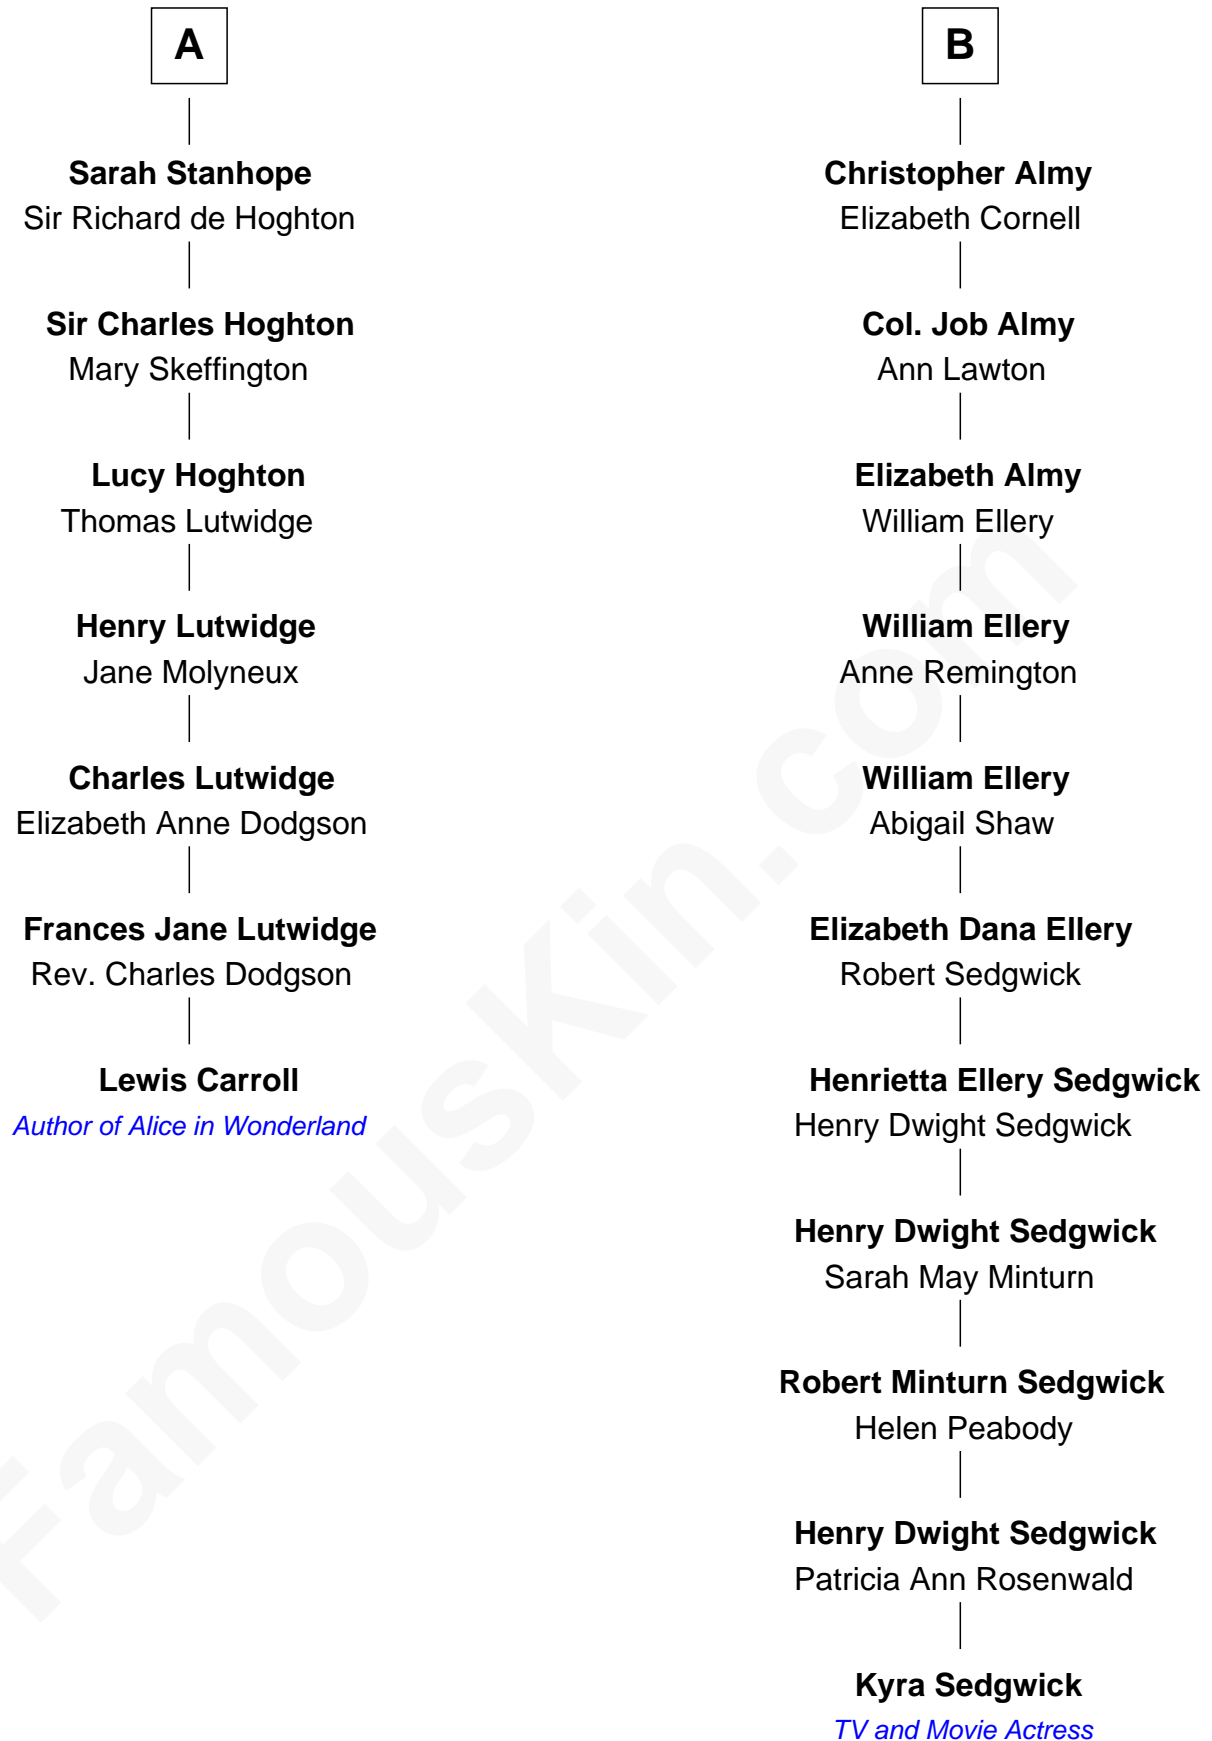 A
Sarah Stanhope
Sir Richard de Hoghton
Sir Charles Hoghton
Mary Skeffington
Lucy Hoghton
Thomas Lutwidge
Henry Lutwidge
Jane Molyneux
Charles Lutwidge
Elizabeth Anne Dodgson
Frances Jane Lutwidge
Rev. Charles Dodgson
Lewis Carroll
Author of Alice in Wonderland
B
Christopher Almy
Elizabeth Cornell
Col. Job Almy
Ann Lawton
Elizabeth Almy
William Ellery
William Ellery
Anne Remington
William Ellery
Abigail Shaw
Elizabeth Dana Ellery
Robert Sedgwick
Henrietta Ellery Sedgwick
Henry Dwight Sedgwick
Henry Dwight Sedgwick
Sarah May Minturn
Robert Minturn Sedgwick
Helen Peabody
Henry Dwight Sedgwick
Patricia Ann Rosenwald
Kyra Sedgwick
TV and Movie Actress
FamousKin.com